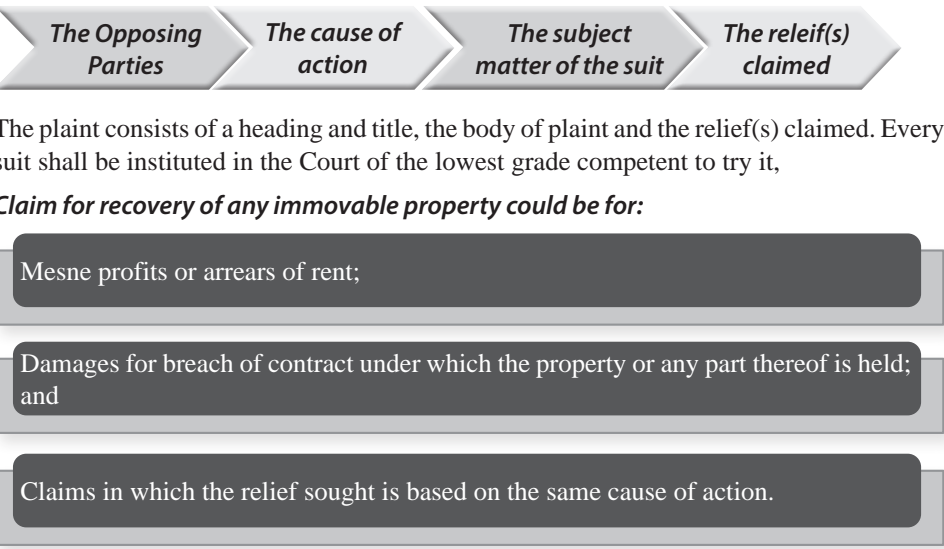 The Opposing Parties
The cause of action
The subject matter of the suit
The releif(s) claimed
The plaint consists of a heading and title, the body of plaint and the relief(s) claimed. Every
suit shall be instituted in the Court of the lowest grade competent to try it,
Claim for recovery of any immovable property could be for:
Mesne profits or arrears of rent;
Damages for breach of contract under which the property or any part thereof is held;
and
Claims in which the relief sought is based on the same cause of action.